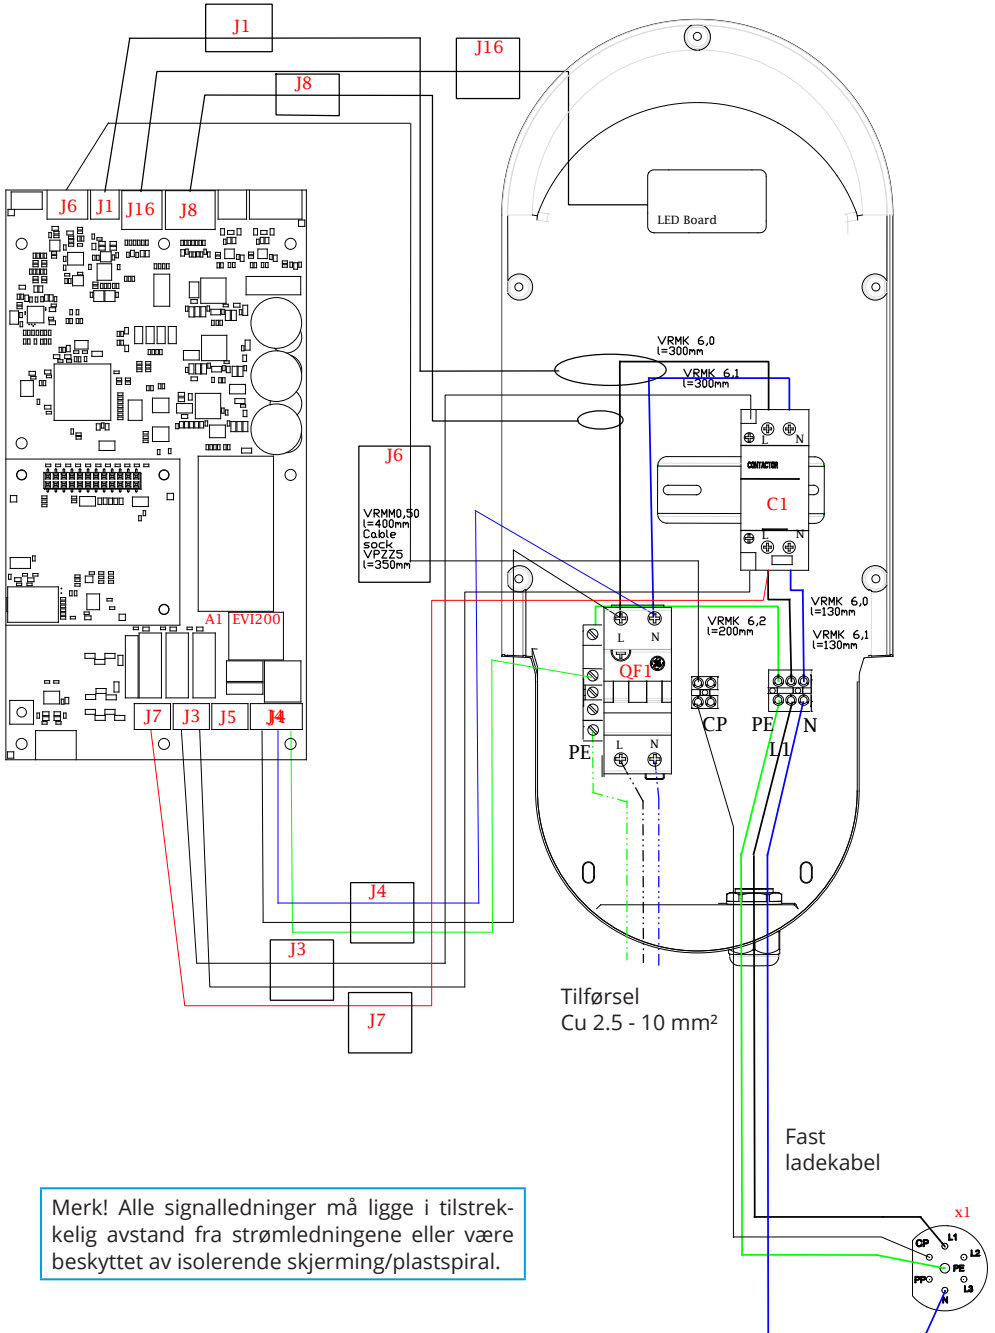 J1
J16
J8
J6
J1
J16
J8
LED Board
VRMK 6,0
l=300mm
VRMK 6,1
l=300mm
L
N
CONTACTOR
C1
L
N
J6
VRMM0,50
l=400mm
Cable
sock
VPZZ5
l=350mm
A1
EVI200
VRMK 6,0
l=130mm
VRMK 6,2
l=200mm
VRMK 6,1
l=130mm
L
N
QF1
J7
J3
J5
J4
CP
PE
N
L1
PE
L
N
J4
J3
J7
Tilførsel
Cu 2.5 - 10 mm²
Fast
ladekabel
Merk! Alle signalledninger må ligge i tilstrek-
kelig avstand fra strømledningene eller være
beskyttet av isolerende skjerming/plastspiral.
x1
L1
CP
L2
PE
PP
L3
N